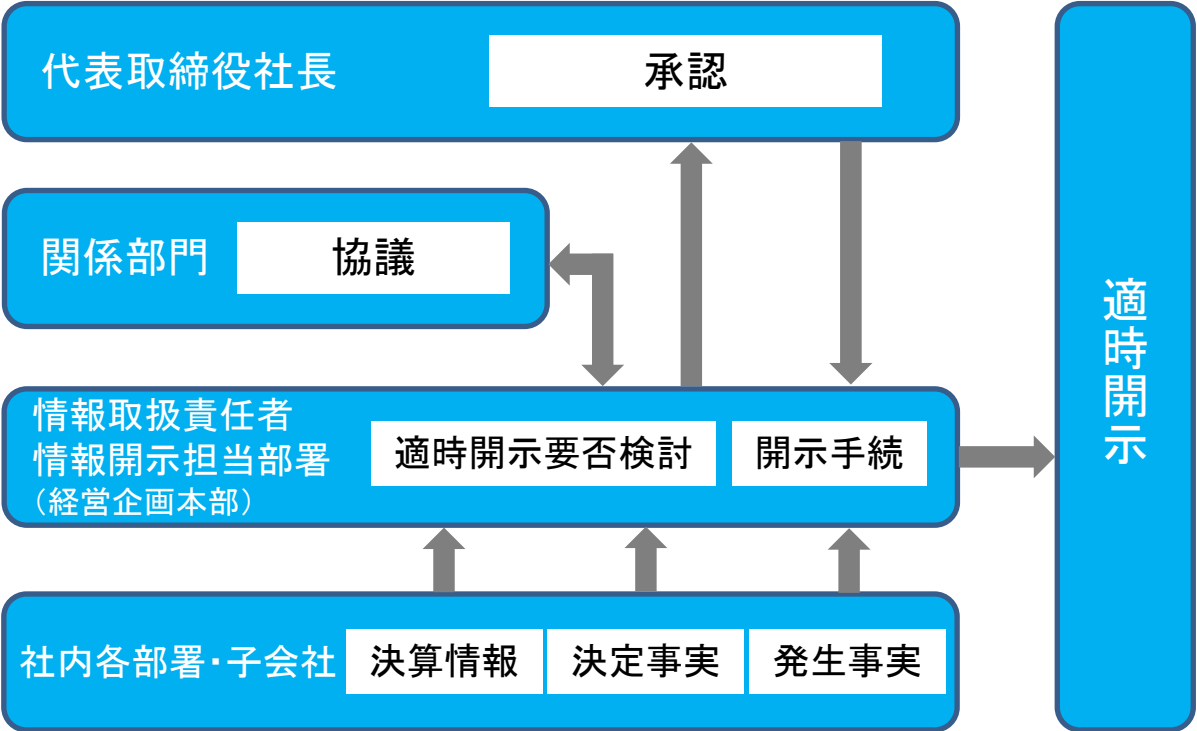 代表取締役社長
承認
関係部門
協議
情報取扱責任者
情報開示担当部署
（経営企画本部）
適時開示要否検討
開示手続
社内各部署・子会社
決算情報
決定事実
発生事実
適時開示